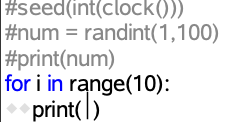 #seed(int(clock()))
#num = randint(1,100)
#print(num)
for i in range(10):
  print( )